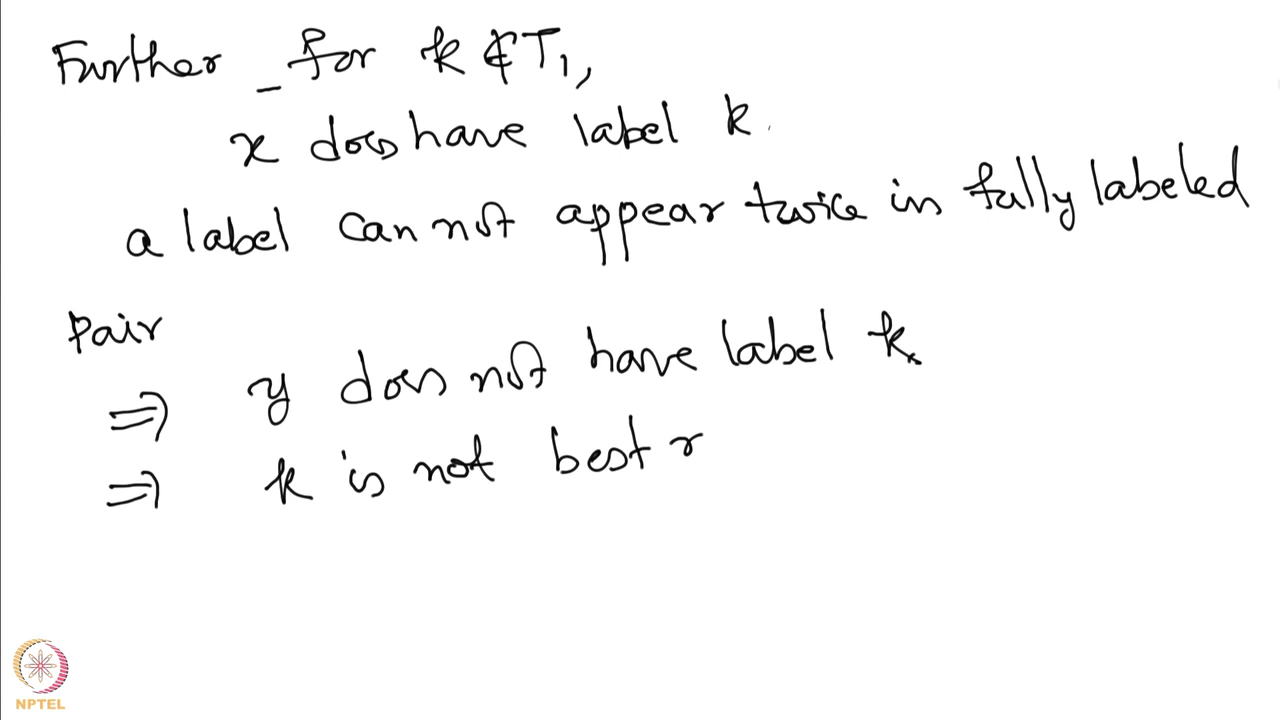 Further for k ∉ T₁,
x does have label k.
a label can not appear twice in fully labeled
pair
⇒ y does not have label k.
⇒ k is not best r
NPTEL